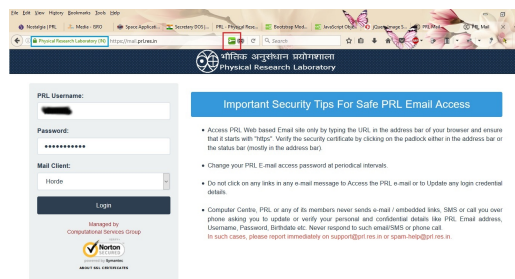 File Edit View History Bookmarks Tools Help
Nostalgia | PRL
Media - GRO
Space Applicati...
Secretary DOS | ...
PRL - Physical Rese...
Bootstrap Mod...
JavaScript Objec
jQuery Image S...
PRL Mail
PRL Mail
Physical Research Laboratory (IN)
https://mail.prl.res.in
Search
भौतिक अनुसंधान प्रयोगशाला
Physical Research Laboratory
PRL Username:
Password:
Mail Client:
Horde
Login
Managed by
Computational Services Group
Norton
SECURED
powered by Symantec
ABOUT SSL CERTIFICATES
Important Security Tips For Safe PRL Email Access
Access PRL Web based Email site only by typing the URL in the address bar of your browser and ensure
that it starts with "https". Verify the security certificate by clicking on the padlock either in the address bar or
the status bar (mostly in the status bar).
Change your PRL E-mail access password at periodical intervals.
Do not click on any links in any e-mail message to Access the PRL e-mail or to Update any login credential
details.
Computer Centre, PRL or any of its members never sends e-mail / embedded links, SMS or call you over
phone asking you to update or verify your personal and confidential details like PRL Email address,
Username, Password, Birthdate etc. Never respond to such email/SMS or phone call.
In such cases, please report immediately on support@prl.res.in or spam-help@prl.res.in.